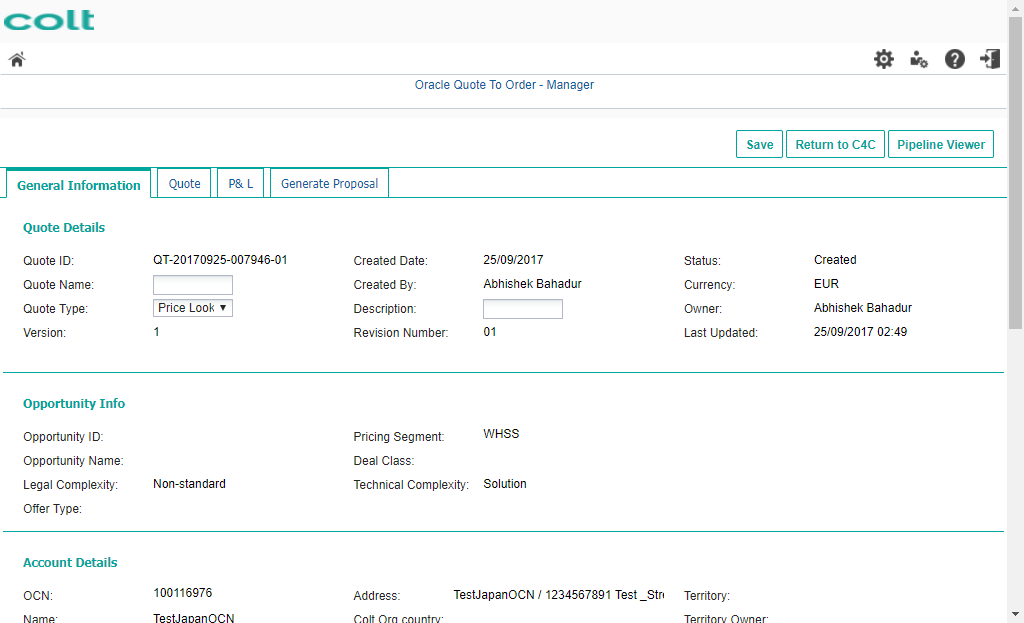 colt
Oracle Quote To Order - Manager
Save Return to C4C Pipeline Viewer
General Information Quote P& L Generate Proposal
Quote Details
Quote ID: QT-20170925-007946-01 Created Date: 25/09/2017 Status: Created
Quote Name: Created By: Abhishek Bahadur Currency: EUR
Quote Type: Price Look Description: Owner: Abhishek Bahadur
Version: 1 Revision Number: 01 Last Updated: 25/09/2017 02:49
Opportunity Info
Opportunity ID: Pricing Segment: WHSS
Opportunity Name: Deal Class:
Legal Complexity: Non-standard Technical Complexity: Solution
Offer Type:
Account Details
OCN: 100116976 Address: TestJapanOCN / 1234567891 Test _Stre Territory:
Name: TestJapanOCN Colt Org country: Territory Owner: